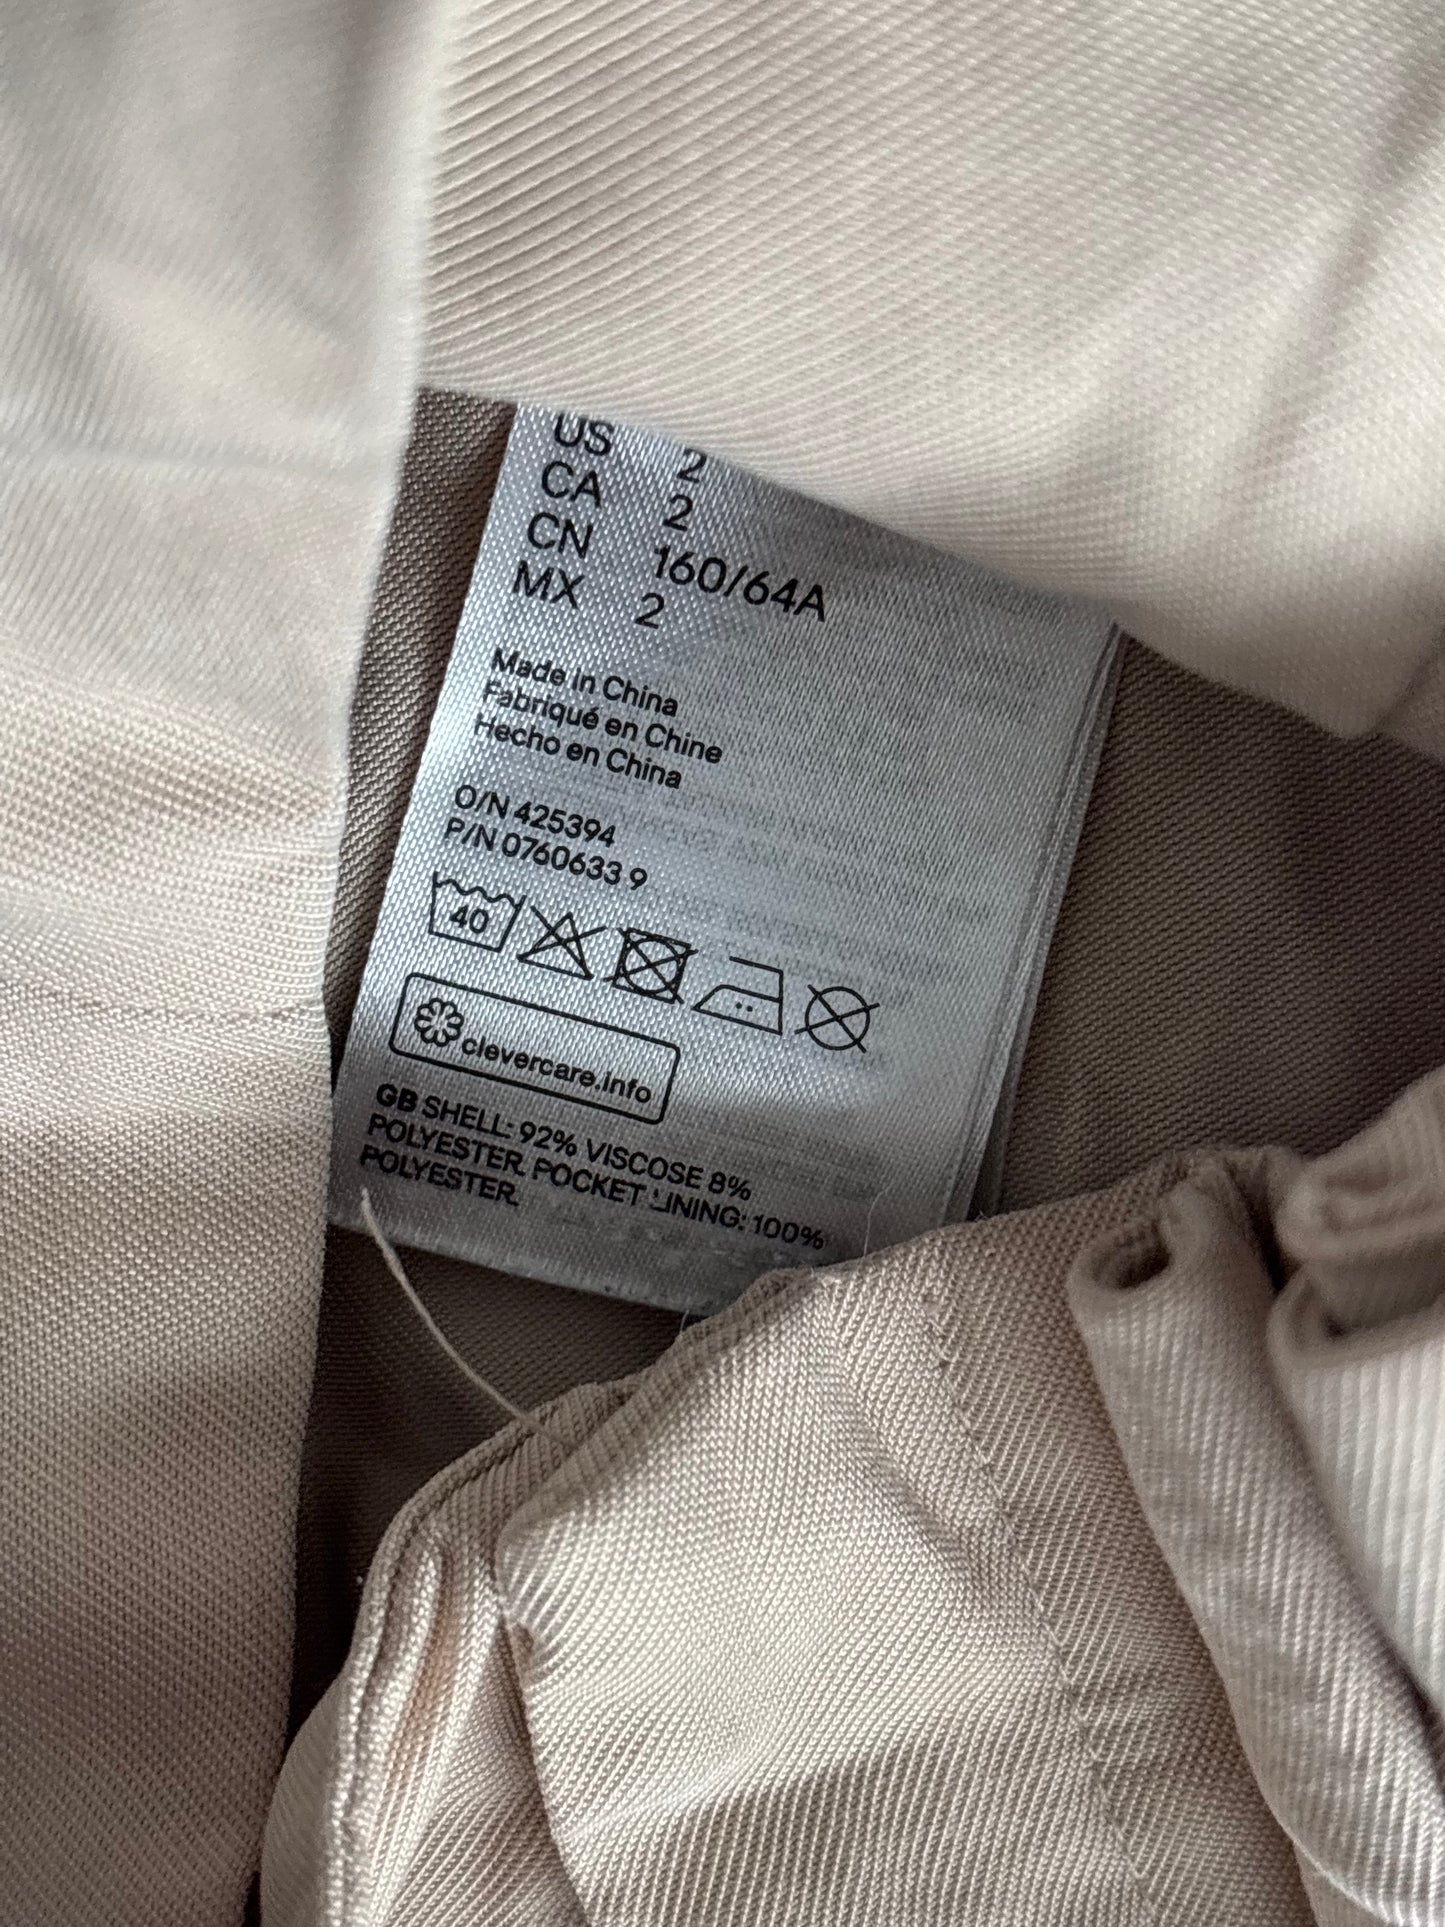 US 2
CA 2
CN 160/64A
MX 2
Made in China
Fabriqué en Chine
Hecho en China
O/N 425394
P/N 0760633 9
40
clevercare.info
GB SHELL: 92% VISCOSE 8%
POLYESTER. POCKET LINING: 100%
POLYESTER.